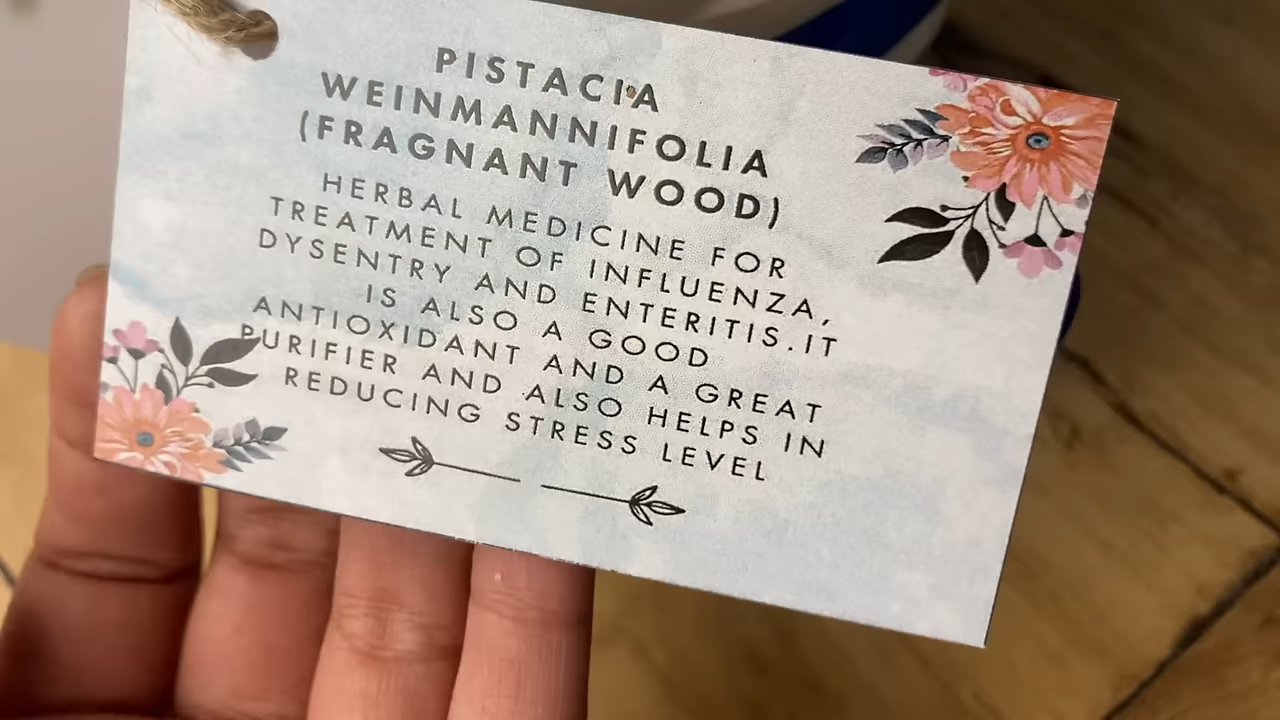 PISTACIA
WEINMANNIFOLIA
(FRAGNANT WOOD)
HERBAL MEDICINE FOR
TREATMENT OF INFLUENZA,
DYSENTRY AND ENTERITIS.IT
IS ALSO A GOOD
ANTIOXIDANT AND A GREAT
PURIFIER AND ALSO HELPS IN
REDUCING STRESS LEVEL